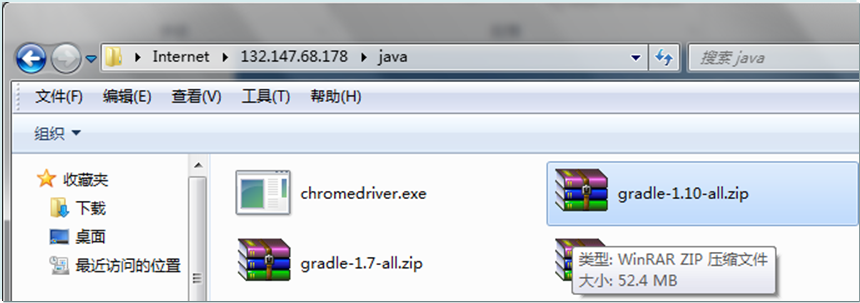 Internet 132.147.68.178 java
搜索 java
文件(F) 编辑(E) 查看(V) 工具(T) 帮助(H)
组织
收藏夹
下载
桌面
最近访问的位置
chromedriver.exe
gradle-1.10-all.zip
gradle-1.7-all.zip
类型: WinRAR ZIP 压缩文件
大小: 52.4 MB